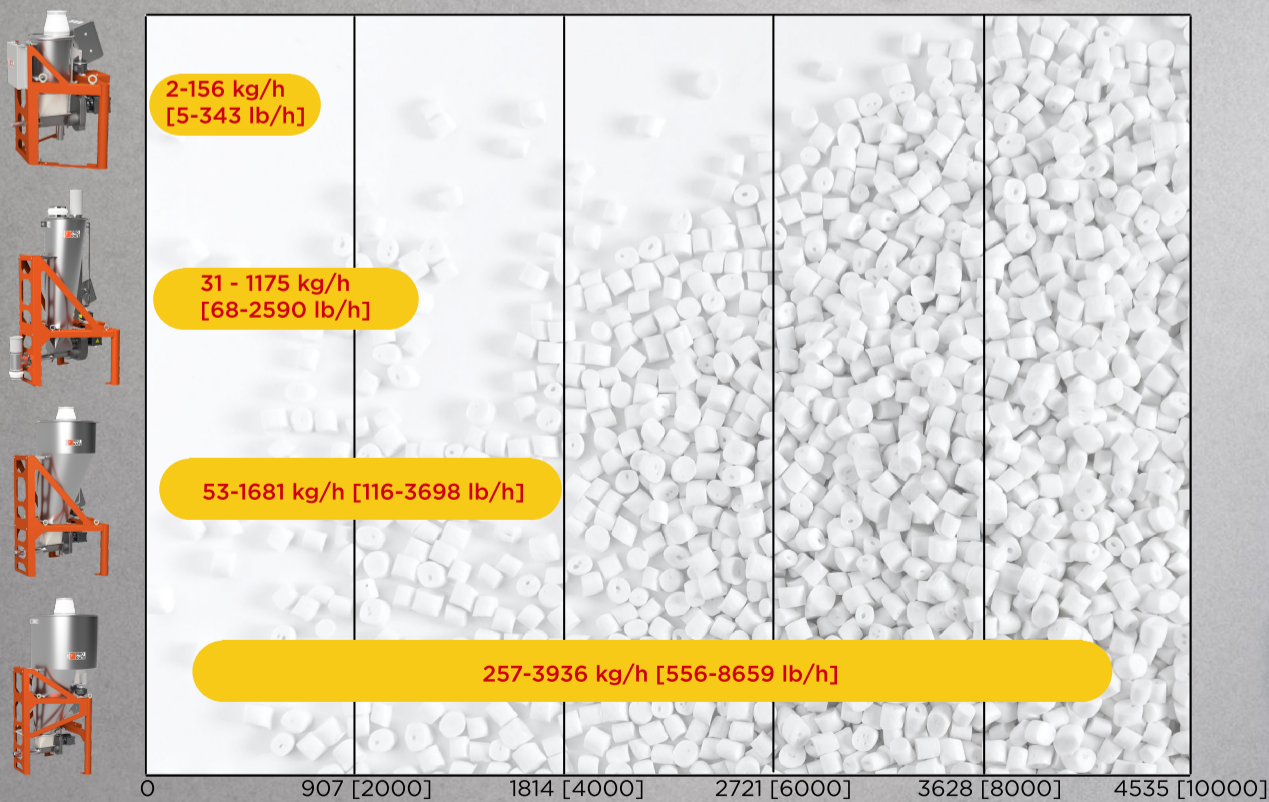 2-156 kg/h
[5-343 lb/h]
31 - 1175 kg/h
[68-2590 lb/h]
53-1681 kg/h [116-3698 lb/h]
257-3936 kg/h [556-8659 lb/h]
0 907 [2000] 1814 [4000] 2721 [6000] 3628 [8000] 4535 [10000]